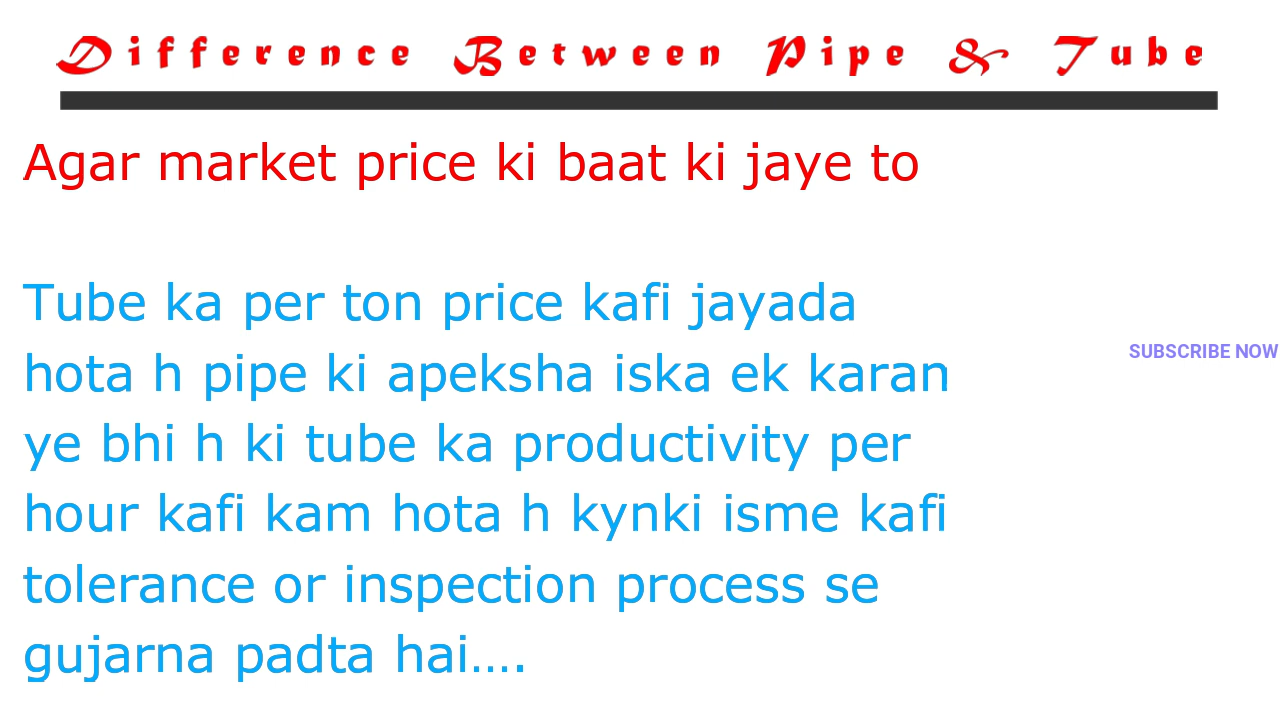 Difference Between Pipe & Tube
Agar market price ki baat ki jaye to
Tube ka per ton price kafi jayada
hota h pipe ki apeksha iska ek karan
SUBSCRIBE NOW
ye bhi h ki tube ka productivity per
hour kafi kam hota h kynki isme kafi
tolerance or inspection process se
gujarna padta hai....